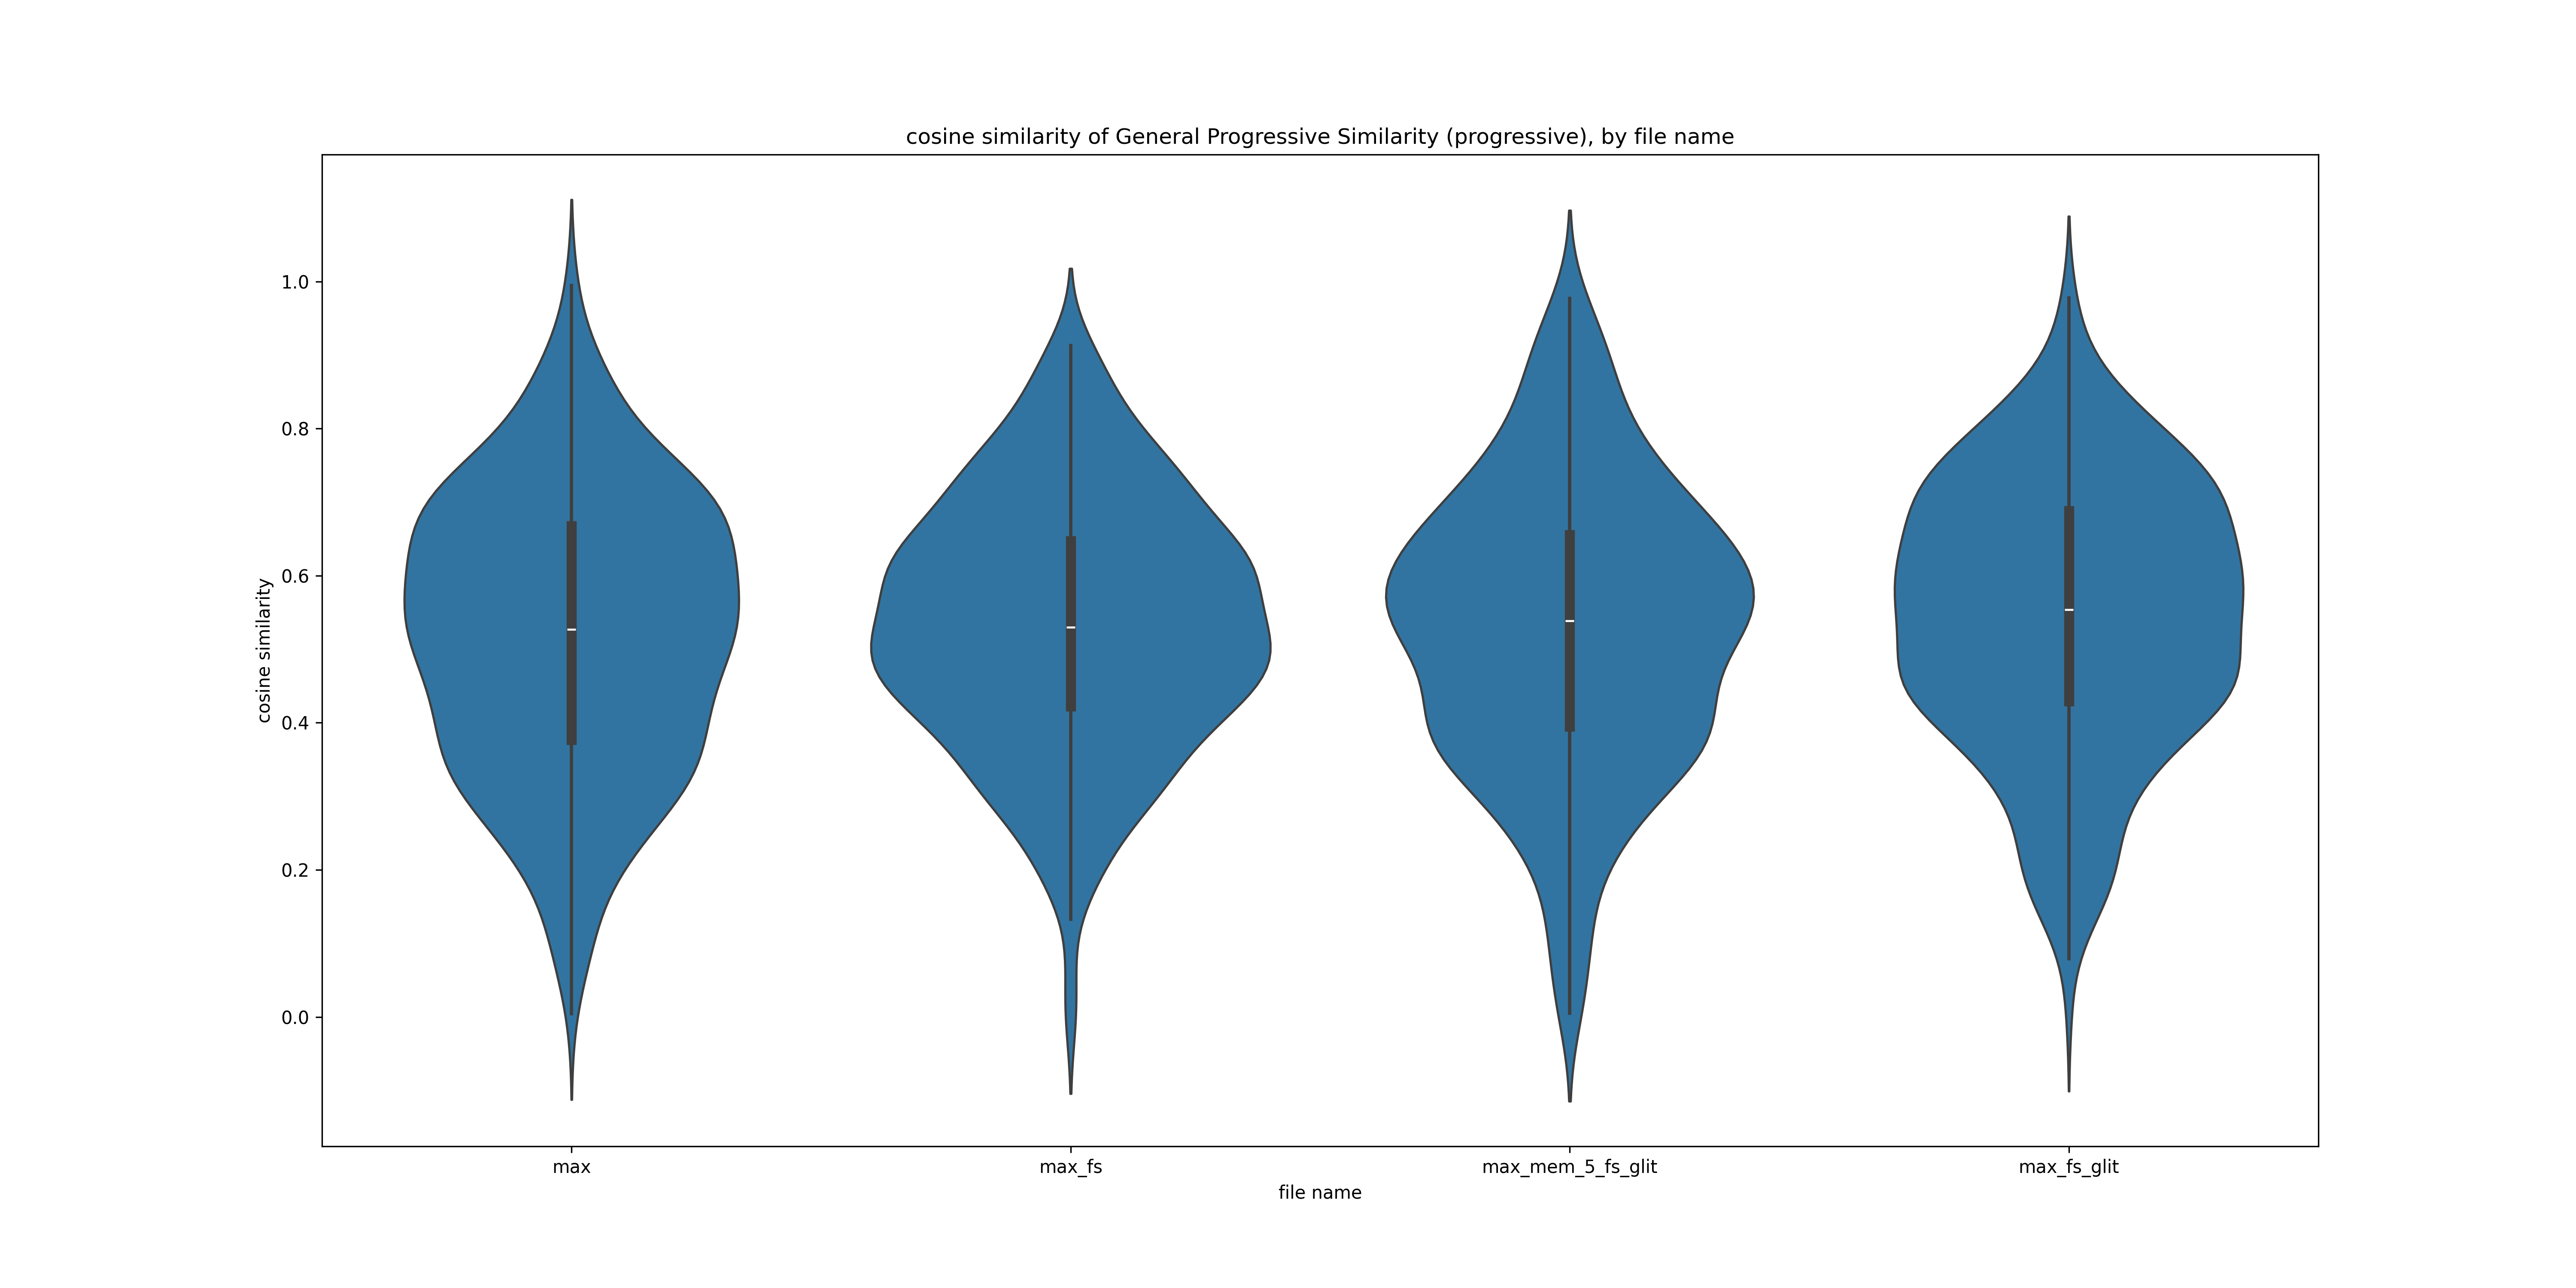 cosine similarity of General Progressive Similarity (progressive), by file name
1.0
0.8
0.6
0.4
0.2
0.0
cosine similarity
max
max_fs
max_mem_5_fs_glit
max_fs_glit
file name